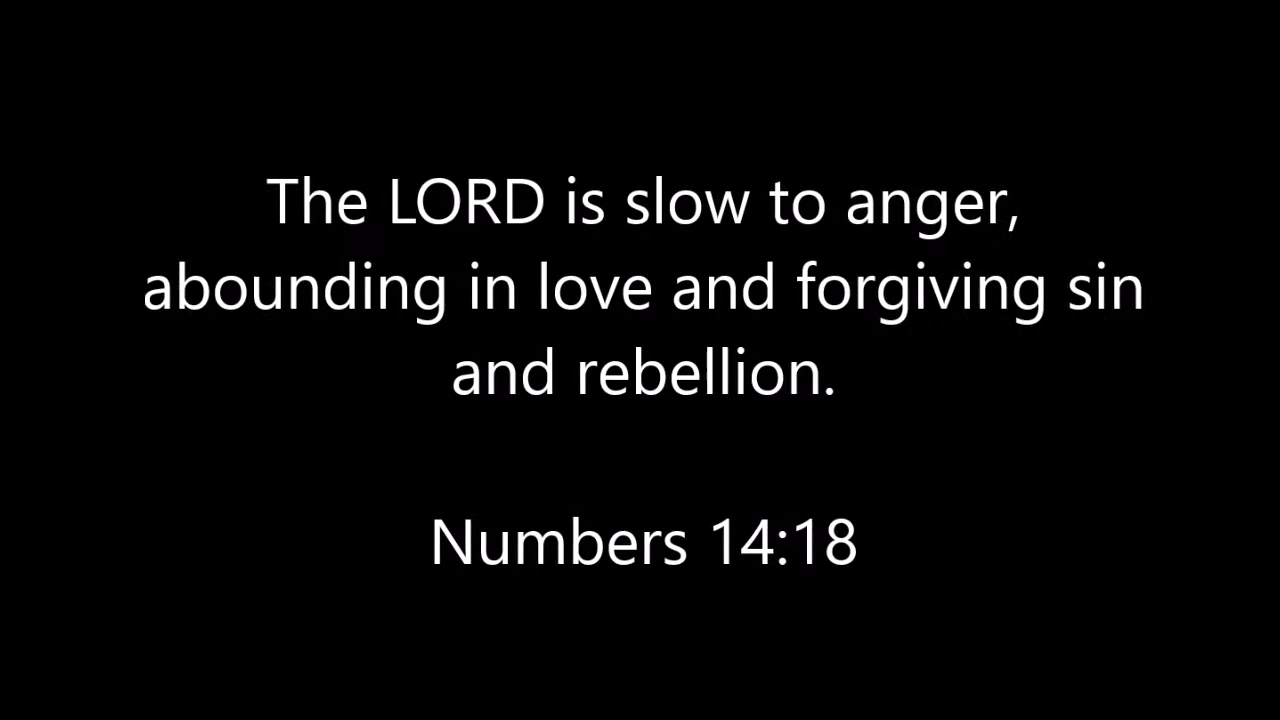 The LORD is slow to anger,
abounding in love and forgiving sin
and rebellion.
Numbers 14:18